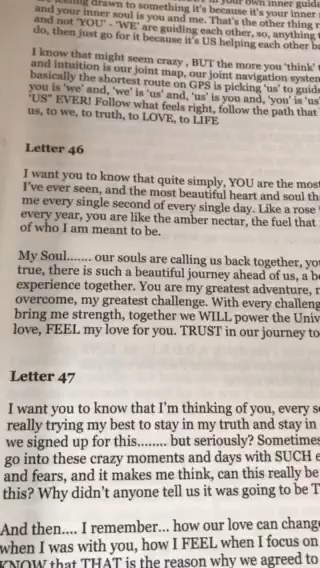 feeling drawn to something it's because it's your inner
and your inner soul is you and me. That's the other thing
and not 'YOU' - 'WE' are guiding each other, so, anything
do, then just go for it because it's US helping each other
I know that might seem crazy , BUT the more you 'think'
and intuition is our joint map, our joint navigation system
basically the shortest route on GPS is picking 'us' to guide
you is 'we' and, 'we' is 'us' and, 'us' is you and, 'you' is 'us'
'US" EVER! Follow what feels right, follow the path that
us, to we, to truth, to LOVE, to LIFE
Letter 46
I want you to know that quite simply, YOU are the most
I've ever seen, and the most beautiful heart and soul
me every single second of every single day. Like a rose
every year, you are like the amber nectar, the fuel that
of who I am meant to be.
My Soul....... our souls are calling us back together,
true, there is such a beautiful journey ahead of us, a
experience together. You are my greatest adventure,
overcome, my greatest challenge. With every
bring me strength, together we WILL power the
love, FEEL my love for you. TRUST in our journey to
Letter 47
I want you to know that I'm thinking of you, every
really trying my best to stay in my truth and stay in
we signed up for this........ but seriously? Sometimes
go into these crazy moments and days with SUCH
and fears, and it makes me think, can this really be
this? Why didn't anyone tell us it was going to be
And then.... I remember... how our love can
when I was with you, how I FEEL when I focus on
KNOW that THAT is the reason why we agreed to